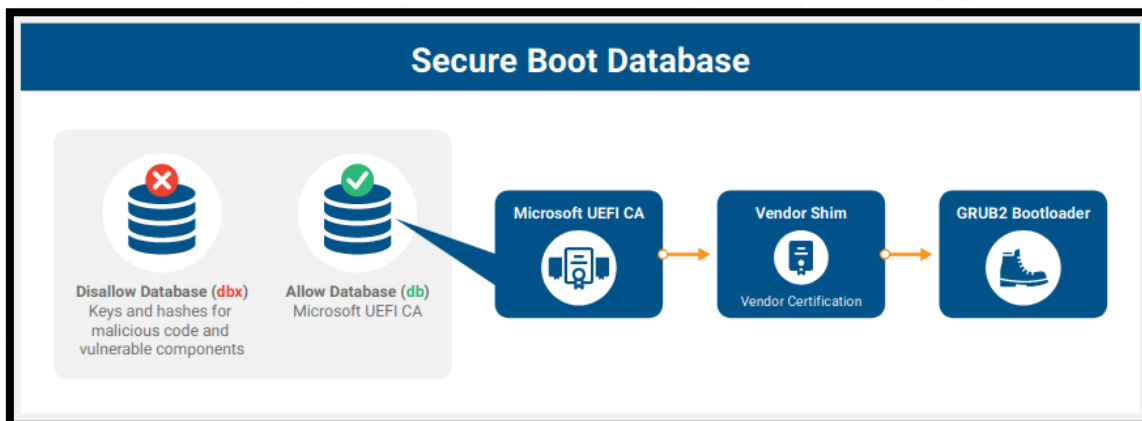 Secure Boot Database
Disallow Database (dbx)
Keys and hashes for
malicious code and
vulnerable components
Allow Database (db)
Microsoft UEFI CA
Microsoft UEFI CA
Vendor Shim
Vendor Certification
GRUB2 Bootloader